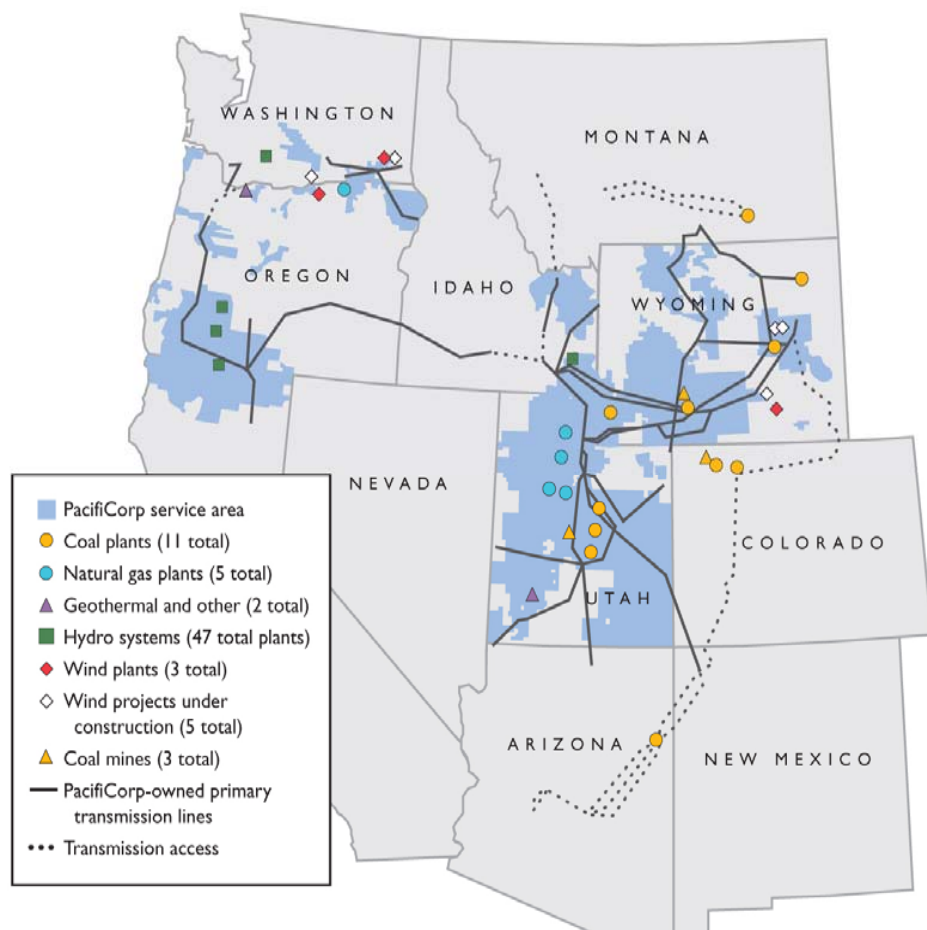 WASHINGTON
MONTANA
OREGON
IDAHO
WYOMING
NEVADA
COLORADO
UTAH
ARIZONA
NEW MEXICO
PacifiCorp service area
Coal plants (11 total)
Natural gas plants (5 total)
Geothermal and other (2 total)
Hydro systems (47 total plants)
Wind plants (3 total)
Wind projects under
construction (5 total)
Coal mines (3 total)
PacifiCorp-owned primary
transmission lines
Transmission access